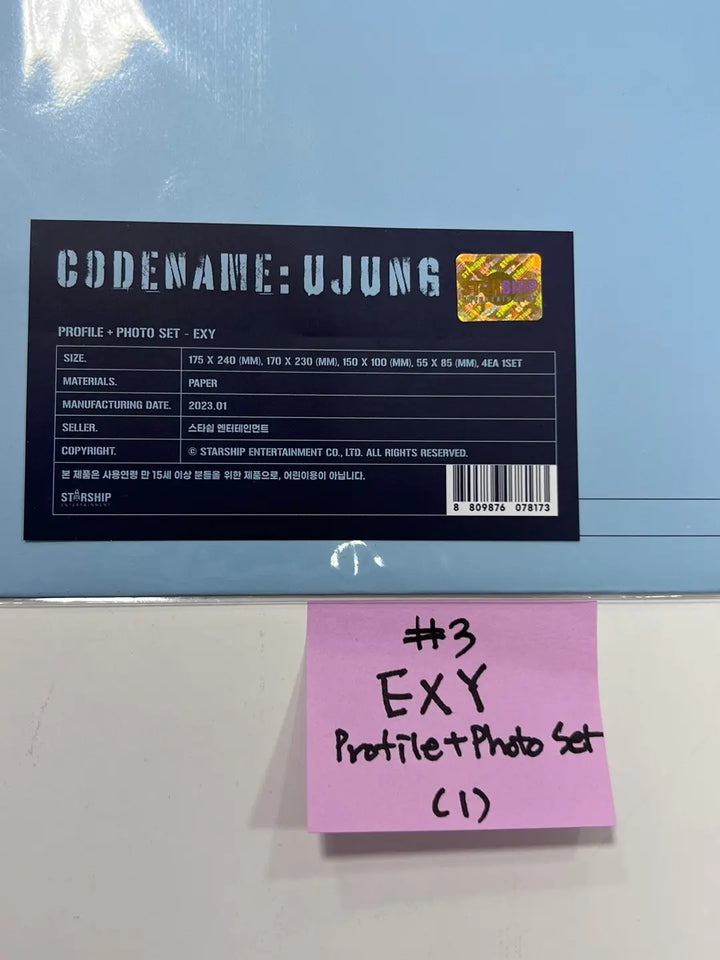 CODENAME: UJUNG
STARSHIP
PROFILE + PHOTO SET - EXY
SIZE. 175 X 240 (MM), 170 X 230 (MM), 150 X 100 (MM), 55 X 85 (MM), 4EA 1SET
MATERIALS. PAPER
MANUFACTURING DATE. 2023.01
SELLER. 스타쉽 엔터테인먼트
COPYRIGHT. © STARSHIP ENTERTAINMENT CO., LTD. ALL RIGHTS RESERVED.
본 제품은 사용연령 만 15세 이상 분들을 위한 제품으로, 어린이용이 아닙니다.
STARSHIP
ENTERTAINMENT
8 809876 078173
#3
EXY
Profile+Photo Set
(1)